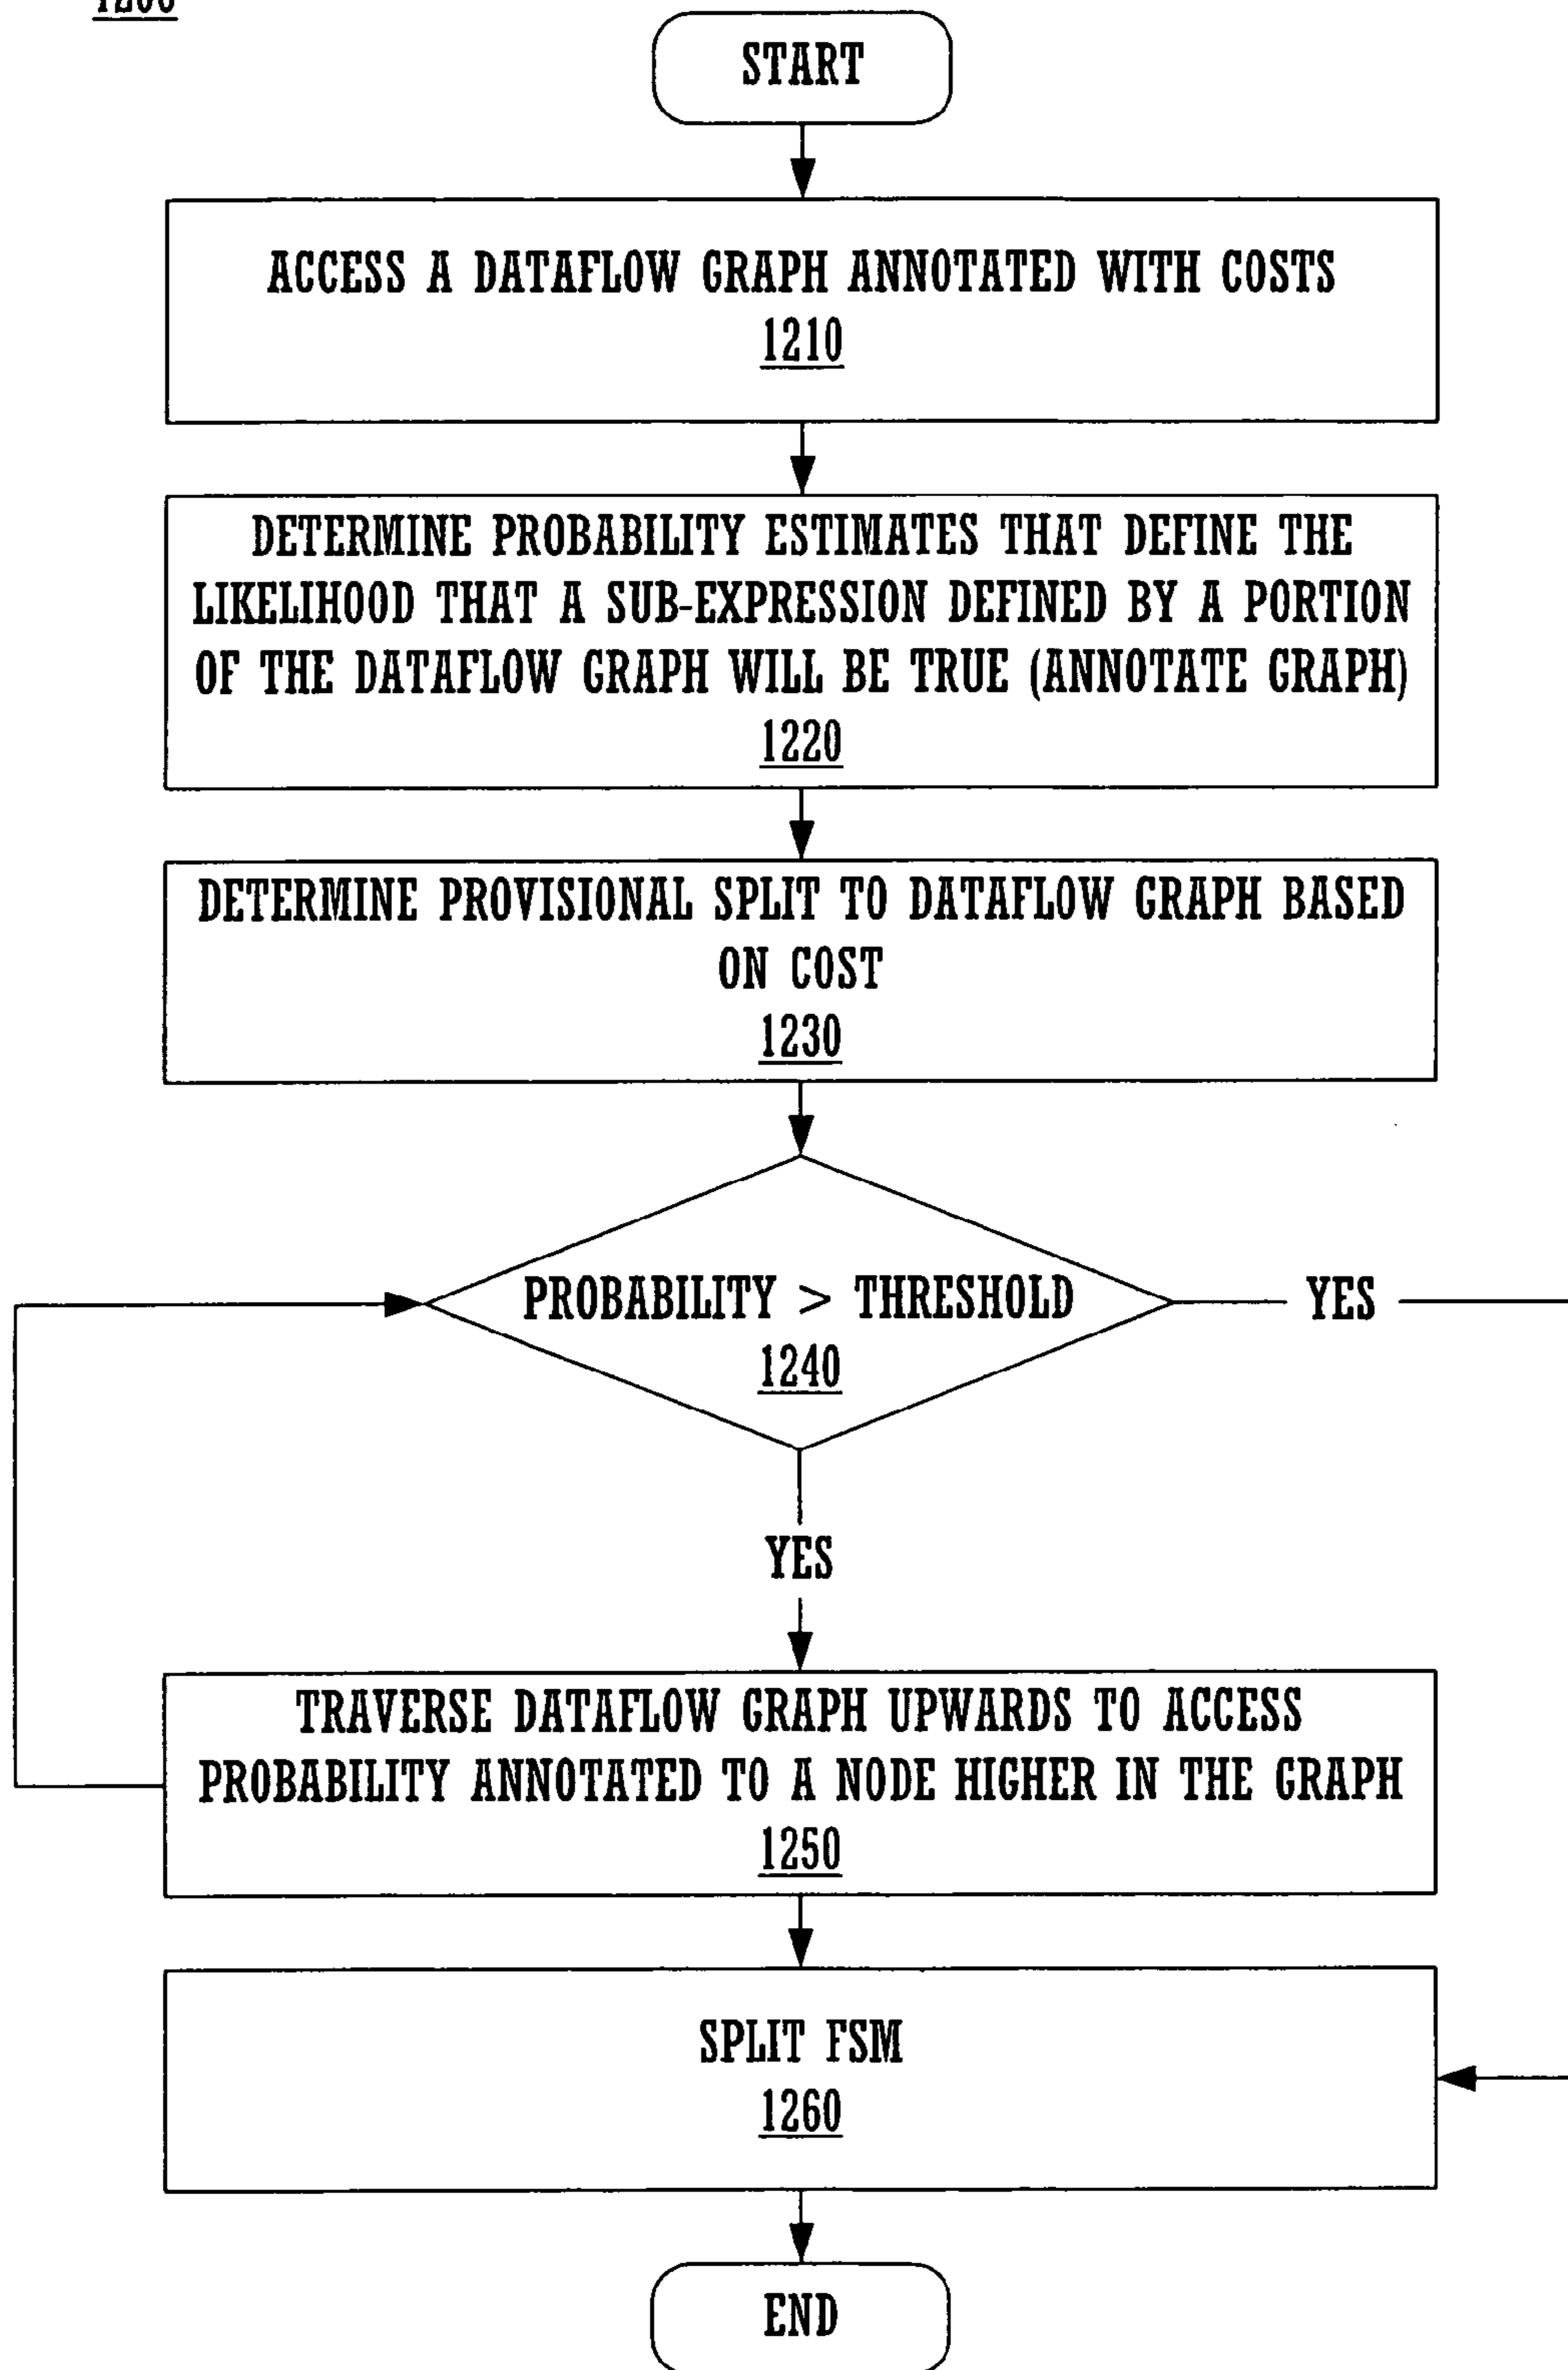 START
ACCESS A DATAFLOW GRAPH ANNOTATED WITH COSTS
1210
DETERMINE PROBABILITY ESTIMATES THAT DEFINE THE
LIKELIHOOD THAT A SUB-EXPRESSION DEFINED BY A PORTION
OF THE DATAFLOW GRAPH WILL BE TRUE (ANNOTATE GRAPH)
1220
DETERMINE PROVISIONAL SPLIT TO DATAFLOW GRAPH BASED
ON COST
1230
PROBABILITY > THRESHOLD
1240
YES
YES
TRAVERSE DATAFLOW GRAPH UPWARDS TO ACCESS
PROBABILITY ANNOTATED TO A NODE HIGHER IN THE GRAPH
1250
SPLIT FSM
1260
END